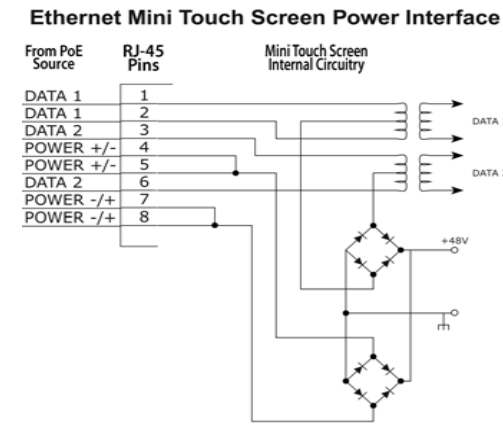 Ethernet Mini Touch Screen Power Interface
From PoE
Source
RJ-45
Pins
Mini Touch Screen
Internal Circuitry
DATA 1 1
DATA 1 2
DATA 2 3
POWER +/- 4
POWER +/- 5
DATA 2 6
POWER -/+ 7
POWER -/+ 8
DATA
DATA
+48V